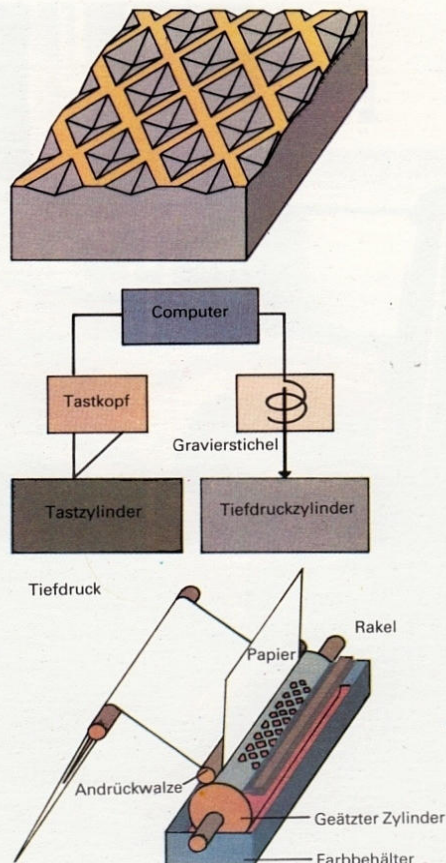 Computer
Tastkopf
Gravierstichel
Tastzylinder
Tiefdruckzylinder
Tiefdruck
Rakel
Papier
Andrückwalze
Geätzter Zylinder
Farbbehälter